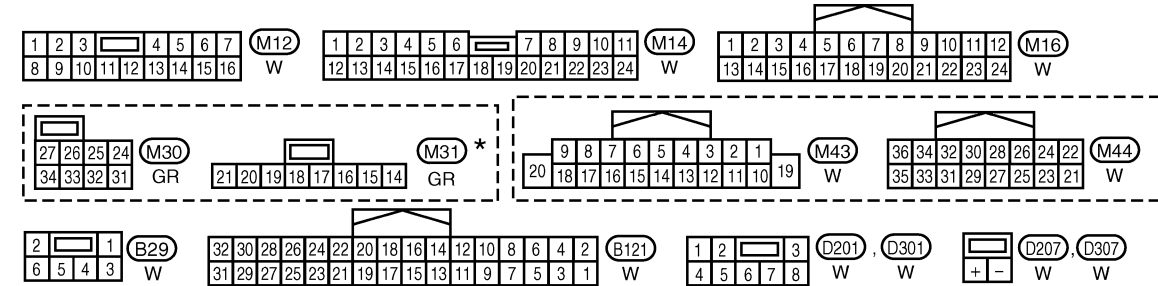 1 2 3 4 5 6 7 M12
8 9 10 11 12 13 14 15 16 W
1 2 3 4 5 6 7 8 9 10 11 M14
12 13 14 15 16 17 18 19 20 21 22 23 24 W
1 2 3 4 5 6 7 8 9 10 11 12 M16
13 14 15 16 17 18 19 20 21 22 23 24 W
27 26 25 24 M30
34 33 32 31 GR
M31 *
21 20 19 18 17 16 15 14 GR
9 8 7 6 5 4 3 2 1 M43
20 18 17 16 15 14 13 12 11 10 19 W
36 34 32 30 28 26 24 22 M44
35 33 31 29 27 25 23 21 W
2 1 B29
6 5 4 3 W
32 30 28 26 24 22 20 18 16 14 12 10 8 6 4 2 B121
31 29 27 25 23 21 19 17 15 13 11 9 7 5 3 1 W
1 2 3 D201 , D301
4 5 6 7 8 W W
D207 , D307
+ − W W